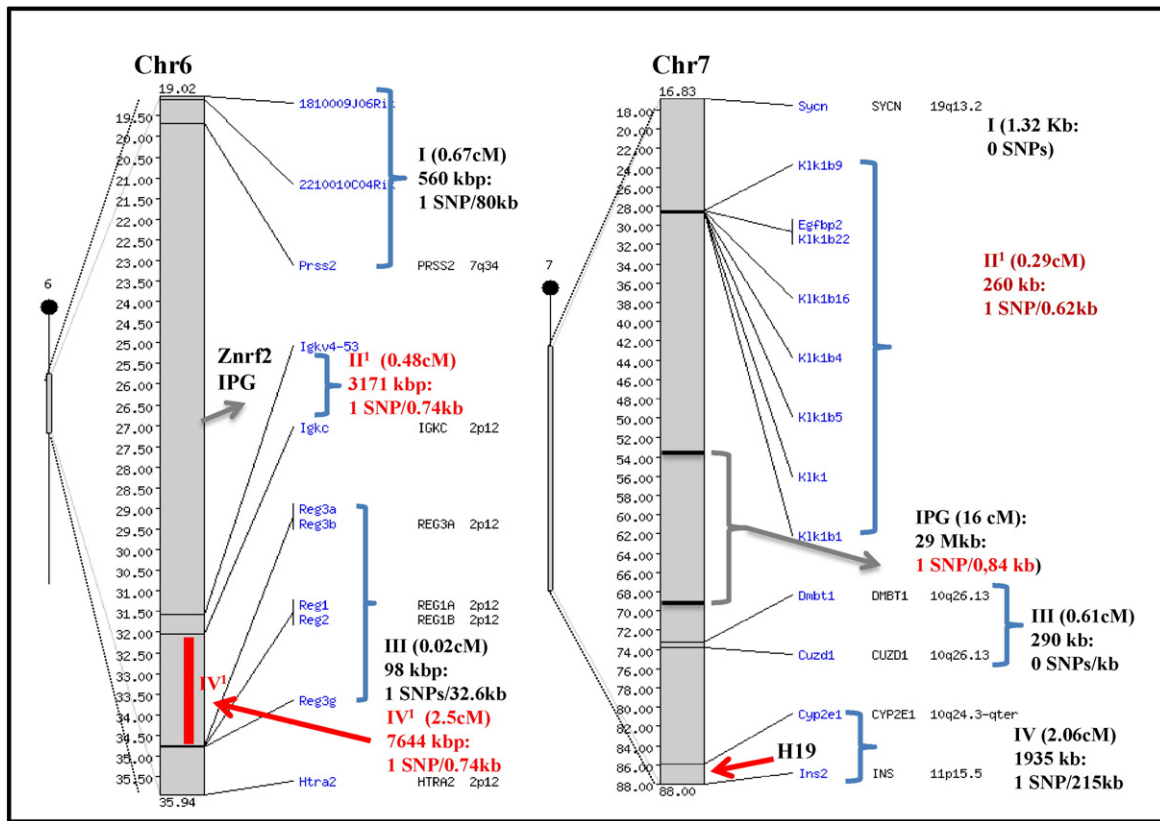 Chr6
19.02
19.50
20.00
20.50
21.00
21.50
22.00
22.50
23.00
23.50
24.00
24.50
25.00
25.50
26.00
26.50
27.00
27.50
28.00
28.50
29.00
29.50
30.00
30.50
31.00
31.50
32.00
32.50
33.00
33.50
34.00
34.50
35.00
35.50
35.94
6
1810009J06Rik
2210010C04Rik
Prss2 PRSS2 7q34
I (0.67cM)
560 kbp:
1 SNP/80kb
Znrf2
IPG
Igkv4-53
II¹ (0.48cM)
3171 kbp:
1 SNP/0.74kb
Igkc IGKC 2p12
Reg3a
Reg3b REG3A 2p12
Reg1 REG1A 2p12
Reg2 REG1B 2p12
III (0.02cM)
98 kbp:
1 SNPs/32.6kb
Reg3g
IV¹
IV¹ (2.5cM)
7644 kbp:
1 SNP/0.74kb
Htra2 HTRA2 2p12
Chr7
16.83
18.00
20.00
22.00
24.00
26.00
28.00
30.00
32.00
34.00
36.00
38.00
40.00
42.00
44.00
46.00
48.00
50.00
52.00
54.00
56.00
58.00
60.00
62.00
64.00
66.00
68.00
70.00
72.00
74.00
76.00
78.00
80.00
82.00
84.00
86.00
88.00
88.00
7
Sycn SYCN 19q13.2
I (1.32 Kb:
0 SNPs)
Klk1b9
Egfbp2
Klk1b22
Klk1b16
Klk1b4
Klk1b5
Klk1
Klk1b1
II¹ (0.29cM)
260 kb:
1 SNP/0.62kb
IPG (16 cM):
29 Mkb:
1 SNP/0,84 kb)
Dmbt1 DMBT1 10q26.13
Cuzd1 CUZD1 10q26.13
III (0.61cM)
290 kb:
0 SNPs/kb
Cyp2e1 CYP2E1 10q24.3-qter
H19
Ins2 INS 11p15.5
IV (2.06cM)
1935 kb:
1 SNP/215kb